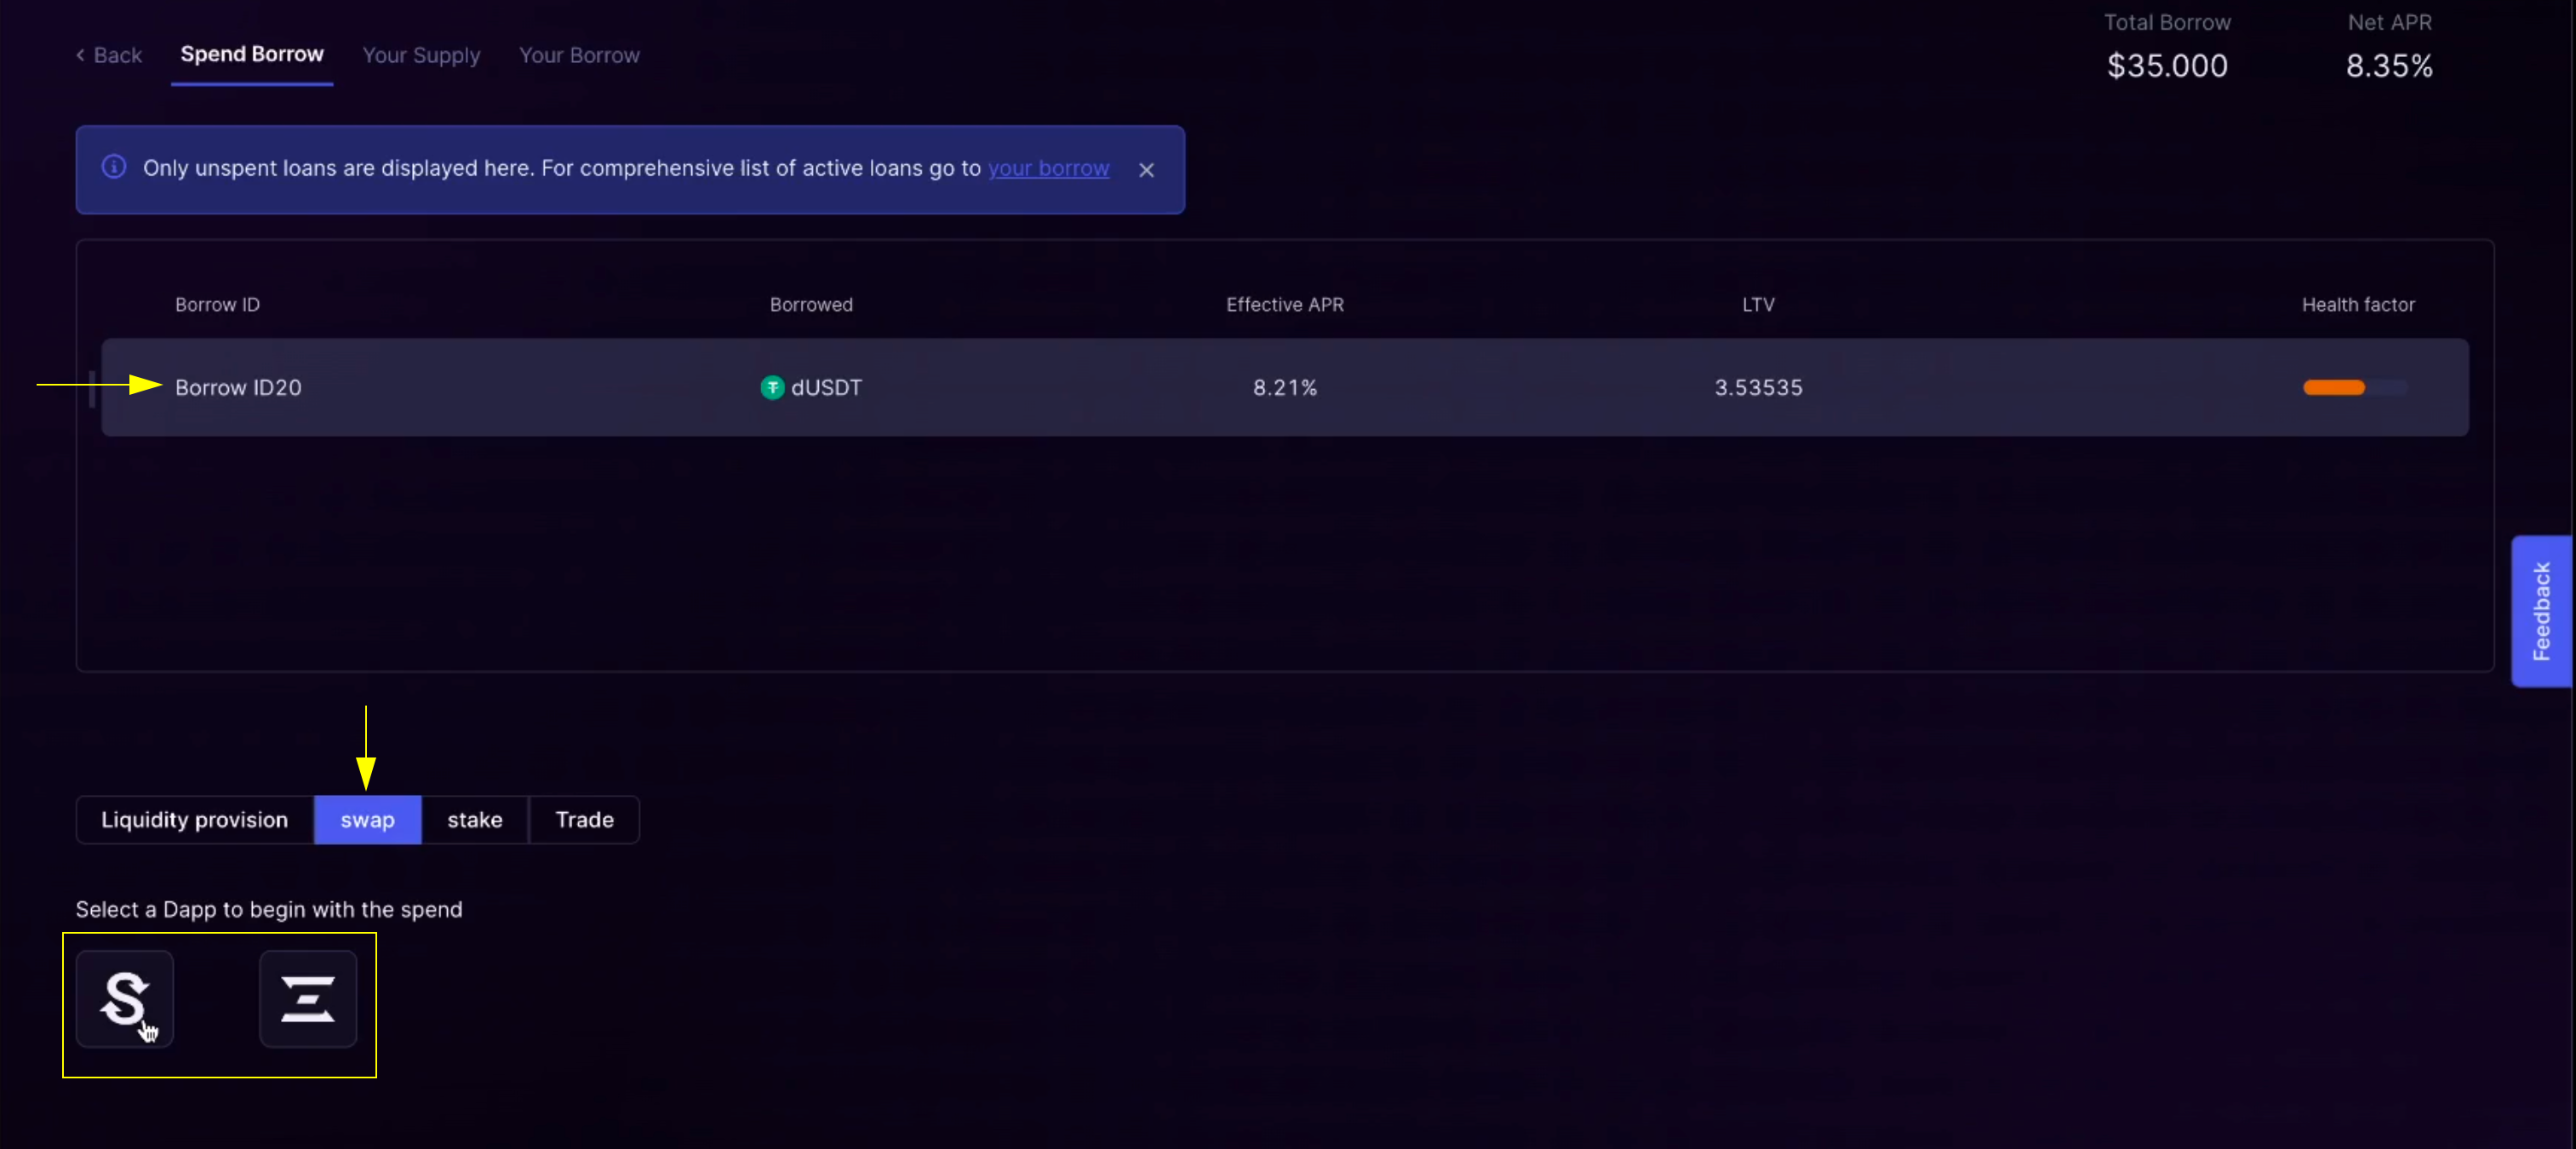 Total Borrow
Net APR
Back
Spend Borrow
Your Supply
Your Borrow
$35.000
8.35%
Only unspent loans are displayed here. For comprehensive list of active loans go to your borrow
Borrow ID
Borrowed
Effective APR
LTV
Health factor
Borrow ID20
dUSDT
8.21%
3.53535
Feedback
Liquidity provision
swap
stake
Trade
Select a Dapp to begin with the spend